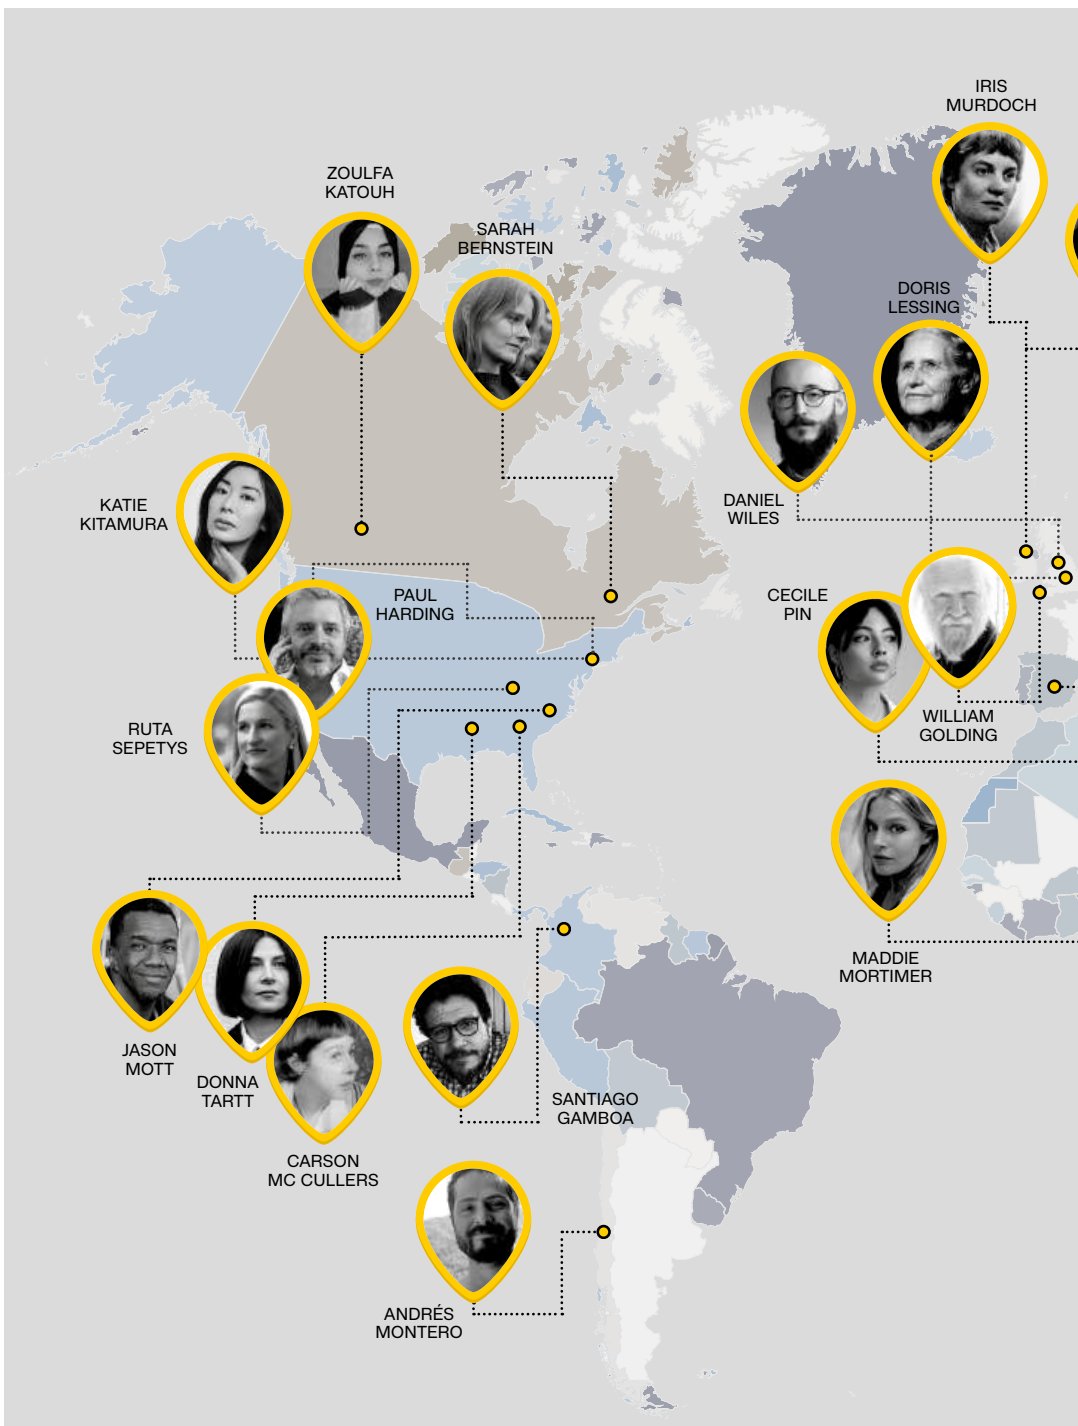 IRIS
MURDOCH
ZOULFA
KATOUH
SARAH
BERNSTEIN
DORIS
LESSING
DANIEL
WILES
KATIE
KITAMURA
PAUL
HARDING
CECILE
PIN
RUTA
SEPETYS
WILLIAM
GOLDING
MADDIE
MORTIMER
JASON
MOTT
DONNA
TARTT
SANTIAGO
GAMBOA
CARSON
MC CULLERS
ANDRÉS
MONTERO